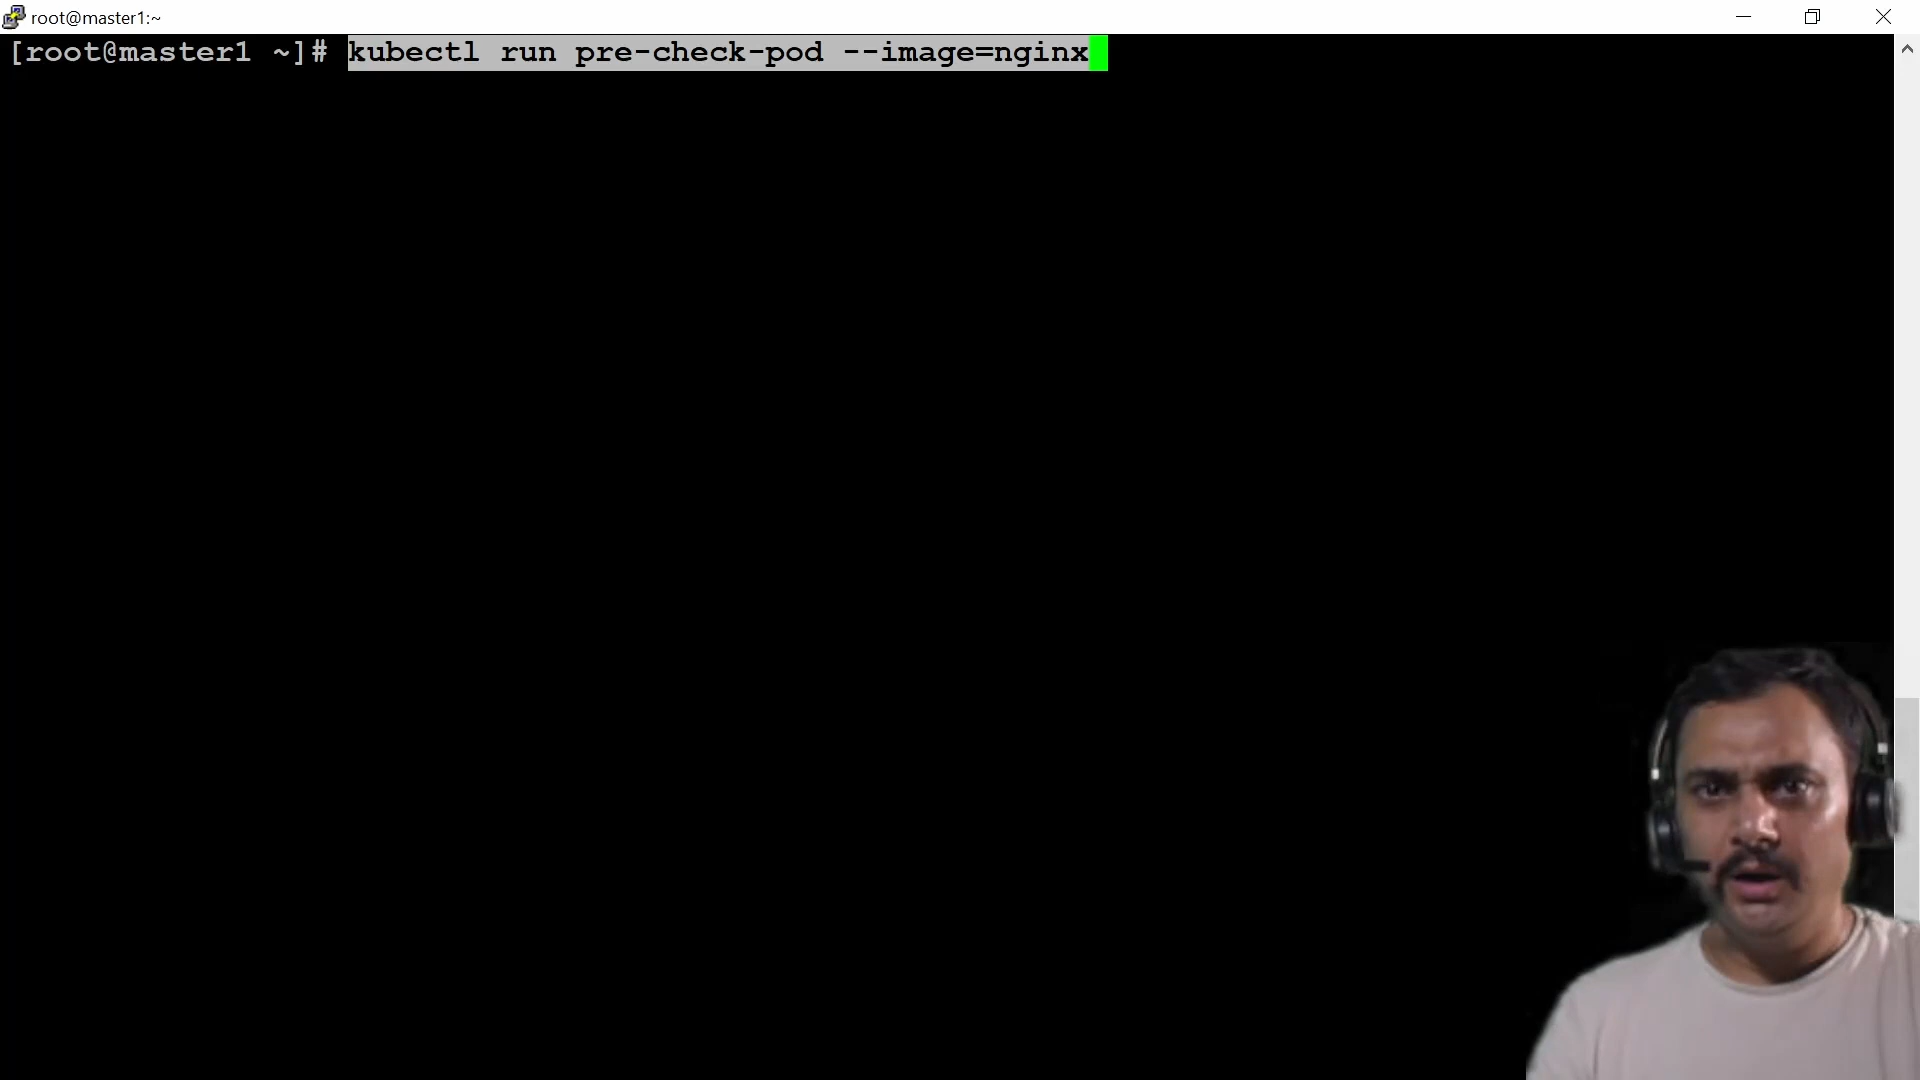 root@master1:~
[root@master1 ~]# kubectl run pre-check-pod --image=nginx